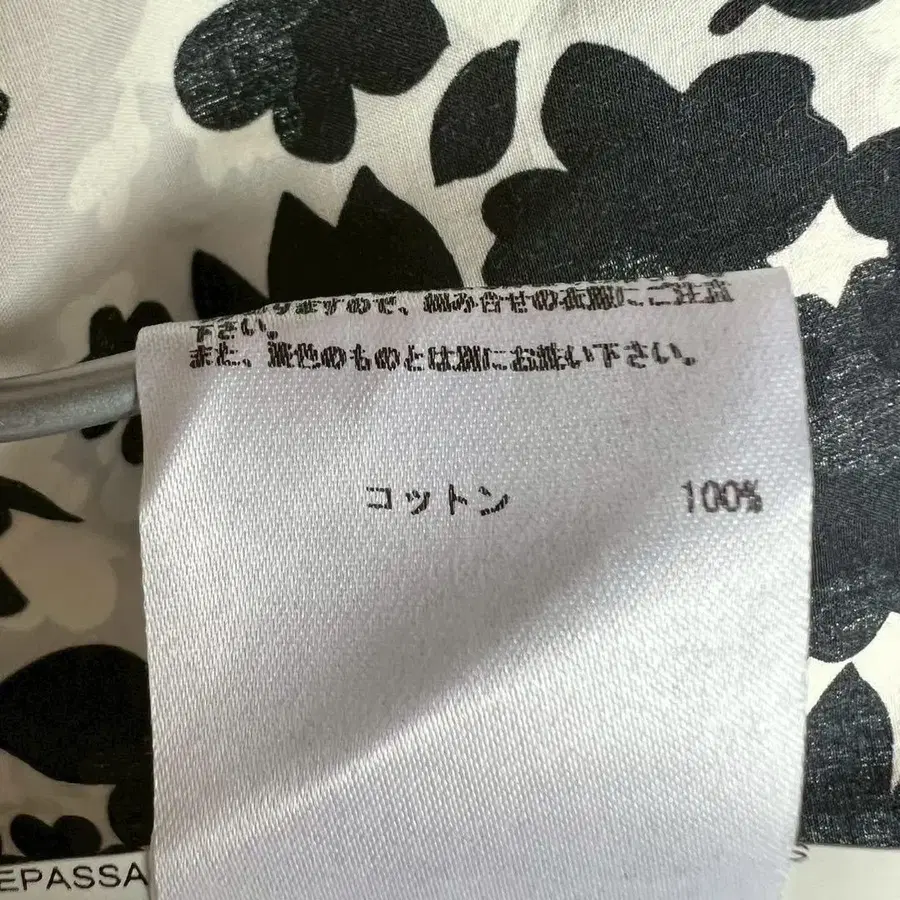 りますので、組み合せの衣服にご注意
下さい。
また、濃色のものとは別にお洗い下さい。
コットン 100%
EPASSA